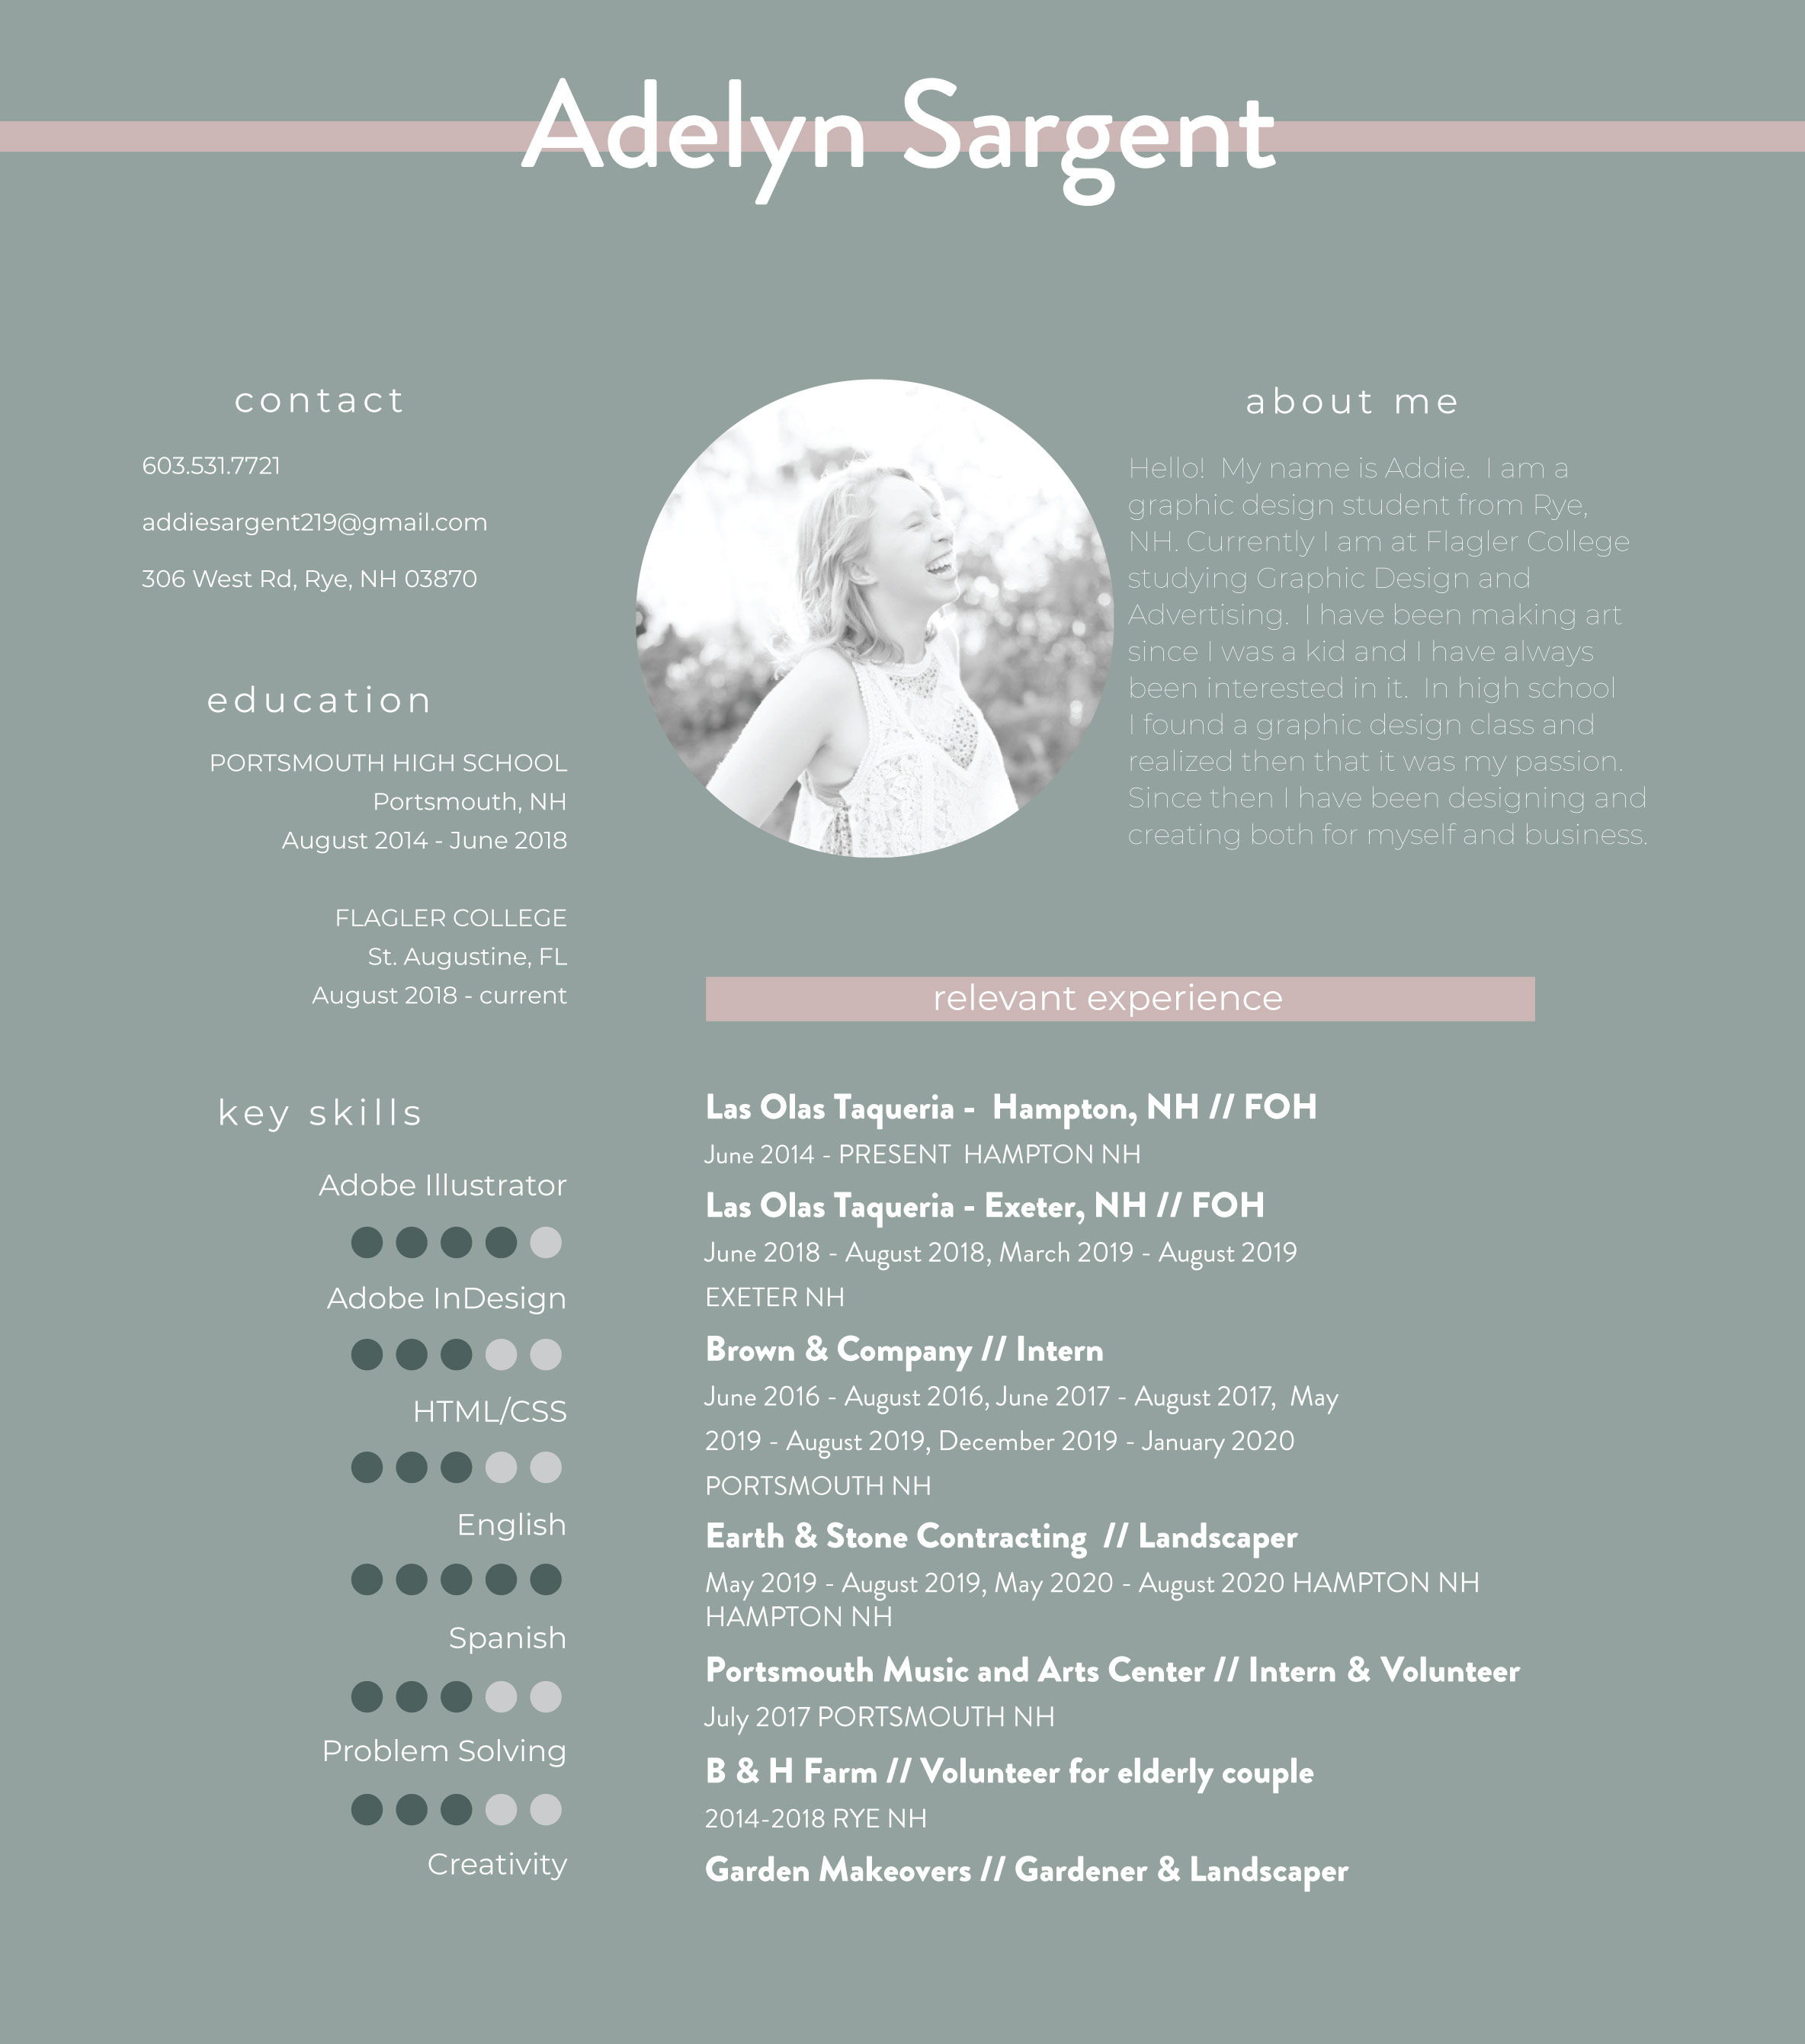 Adelyn Sargent
contact
603.531.7721
addiesargent219@gmail.com
306 West Rd, Rye, NH 03870
education
PORTSMOUTH HIGH SCHOOL
Portsmouth, NH
August 2014 - June 2018
FLAGLER COLLEGE
St. Augustine, FL
August 2018 - current
key skills
Adobe Illustrator
Adobe InDesign
HTML/CSS
English
Spanish
Problem Solving
Creativity
about me
Hello!  My name is Addie.  I am a
graphic design student from Rye,
NH. Currently I am at Flagler College
studying Graphic Design and
Advertising.  I have been making art
since I was a kid and I have always
been interested in it.  In high school
I found a graphic design class and
realized then that it was my passion.
Since then I have been designing and
creating both for myself and business.
relevant experience
Las Olas Taqueria -  Hampton, NH // FOH
June 2014 - PRESENT  HAMPTON NH
Las Olas Taqueria - Exeter, NH // FOH
June 2018 - August 2018, March 2019 - August 2019
EXETER NH
Brown & Company // Intern
June 2016 - August 2016, June 2017 - August 2017,  May
2019 - August 2019, December 2019 - January 2020
PORTSMOUTH NH
Earth & Stone Contracting  // Landscaper
May 2019 - August 2019, May 2020 - August 2020 HAMPTON NH
HAMPTON NH
Portsmouth Music and Arts Center // Intern & Volunteer
July 2017 PORTSMOUTH NH
B & H Farm // Volunteer for elderly couple
2014-2018 RYE NH
Garden Makeovers // Gardener & Landscaper